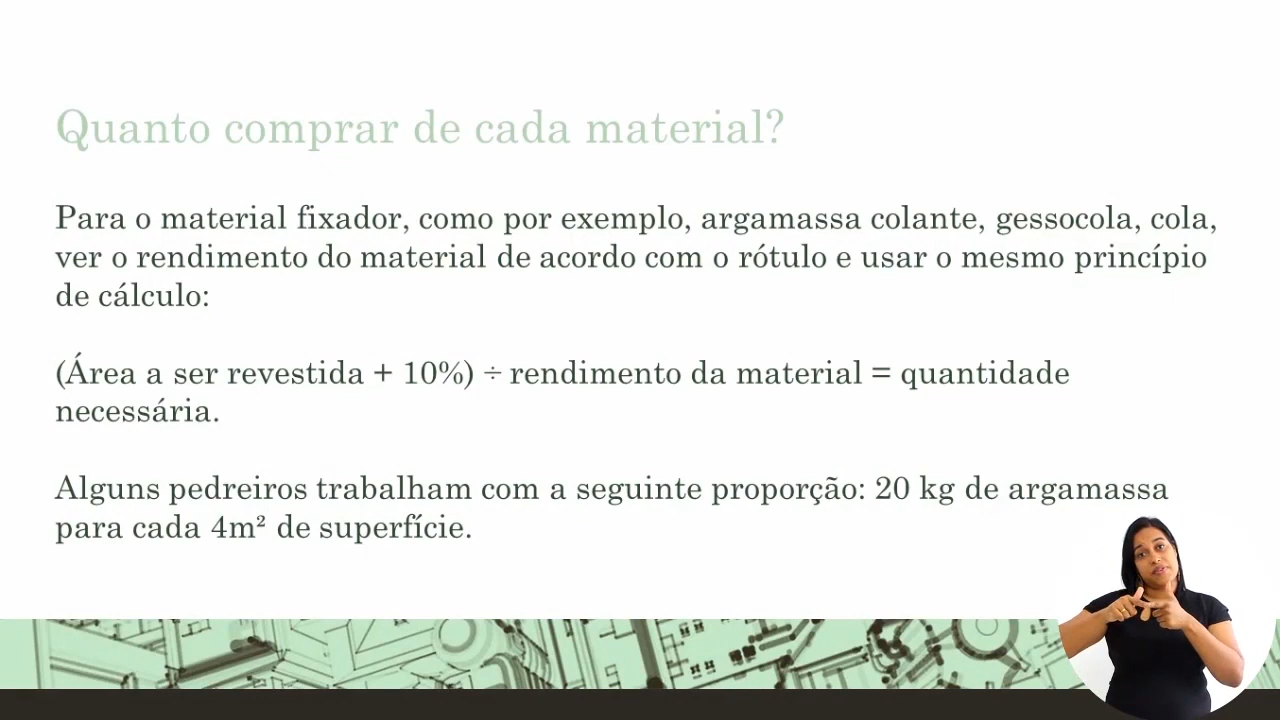 Quanto comprar de cada material?
Para o material fixador, como por exemplo, argamassa colante, gessocola, cola,
ver o rendimento do material de acordo com o rótulo e usar o mesmo princípio
de cálculo:
(Área a ser revestida + 10%) ÷ rendimento da material = quantidade
necessária.
Alguns pedreiros trabalham com a seguinte proporção: 20 kg de argamassa
para cada 4m² de superfície.